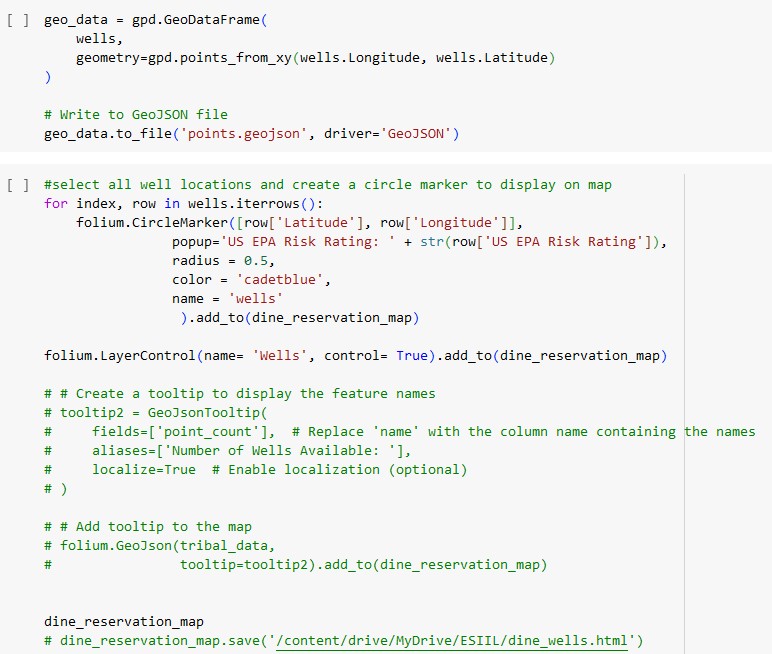 [ ] geo_data = gpd.GeoDataFrame(
    wells,
    geometry=gpd.points_from_xy(wells.Longitude, wells.Latitude)
)
# Write to GeoJSON file
geo_data.to_file('points.geojson', driver='GeoJSON')
[ ] #select all well locations and create a circle marker to display on map
for index, row in wells.iterrows():
    folium.CircleMarker([row['Latitude'], row['Longitude']],
                popup='US EPA Risk Rating: ' + str(row['US EPA Risk Rating']),
                radius = 0.5,
                color = 'cadetblue',
                name = 'wells'
                 ).add_to(dine_reservation_map)
folium.LayerControl(name= 'Wells', control= True).add_to(dine_reservation_map)
# # Create a tooltip to display the feature names
# tooltip2 = GeoJsonTooltip(
#     fields=['point_count'],  # Replace 'name' with the column name containing the names
#     aliases=['Number of Wells Available: '],
#     localize=True  # Enable localization (optional)
# )
# # Add tooltip to the map
# folium.GeoJson(tribal_data,
#                tooltip=tooltip2).add_to(dine_reservation_map)
dine_reservation_map
# dine_reservation_map.save('/content/drive/MyDrive/ESIIL/dine_wells.html')